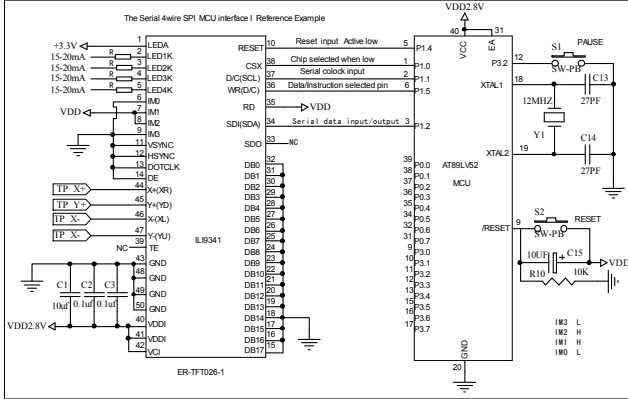 The Serial 4wire SPI MCU interface I Reference Example
VDD2.8V
+3.3V
15-20mA R
15-20mA R
15-20mA R
15-20mA R
VDD
1 LEDA
2 LED1K
3 LED2K
4 LED3K
5 LED4K
6 IM0
7 IM1
8 IM2
9 IM3
11 VSYNC
12 HSYNC
13 DOTCLK
14 DE
TP X+ 44 X+(XR)
TP Y+ 45 Y+(YD)
TP X- 46 X-(XL)
TP X- 47 Y-(YU)
NC 39 TE
43 GND
48 GND
49 GND
50 GND
40 VDDI
41 VDDI
42 VCI
C1 C2 C3
10uf 0.1uf 0.1uf
VDD2.8V
ILI9341
ER-TFT026-1
RESET 10 Reset input Active low 5 P1.4
CSX 38 Chip selected when low 1 P1.0
D/C(SCL) 37 Serial colock input 2 P1.1
WR(D/C) 36 Data/Instruction selected pin 6 P1.5
RD 35 VDD
SDI(SDA) 34 Serial data input/output 3 P1.2
SDO 33 NC
DB0 32
DB1 31
DB2 30
DB3 29
DB4 28
DB5 27
DB6 26
DB7 25
DB8 24
DB9 23
DB10 22
DB11 21
DB12 20
DB13 19
DB14 18
DB15 17
DB16 16
DB17 15
39 P0.0
38 P0.1
37 P0.2
36 P0.3
35 P0.4
34 P0.5
32 P0.6
31 P0.7
10 P3.0
11 P3.1
12 P3.2
13 P3.3
14 P3.4
15 P3.5
16 P3.6
17 P3.7
40 VCC
31 EA
AT89LV52
MCU
P3.2 12
XTAL1 18
XTAL2 19
/RESET 9
GND
20
S1 PAUSE
SW-PB
12MHZ
Y1
C13
27PF
C14
27PF
S2 RESET
SW-PB
10UF + C15
VDD
R10 10K
IM3 L
IM2 H
IM1 H
IM0 L